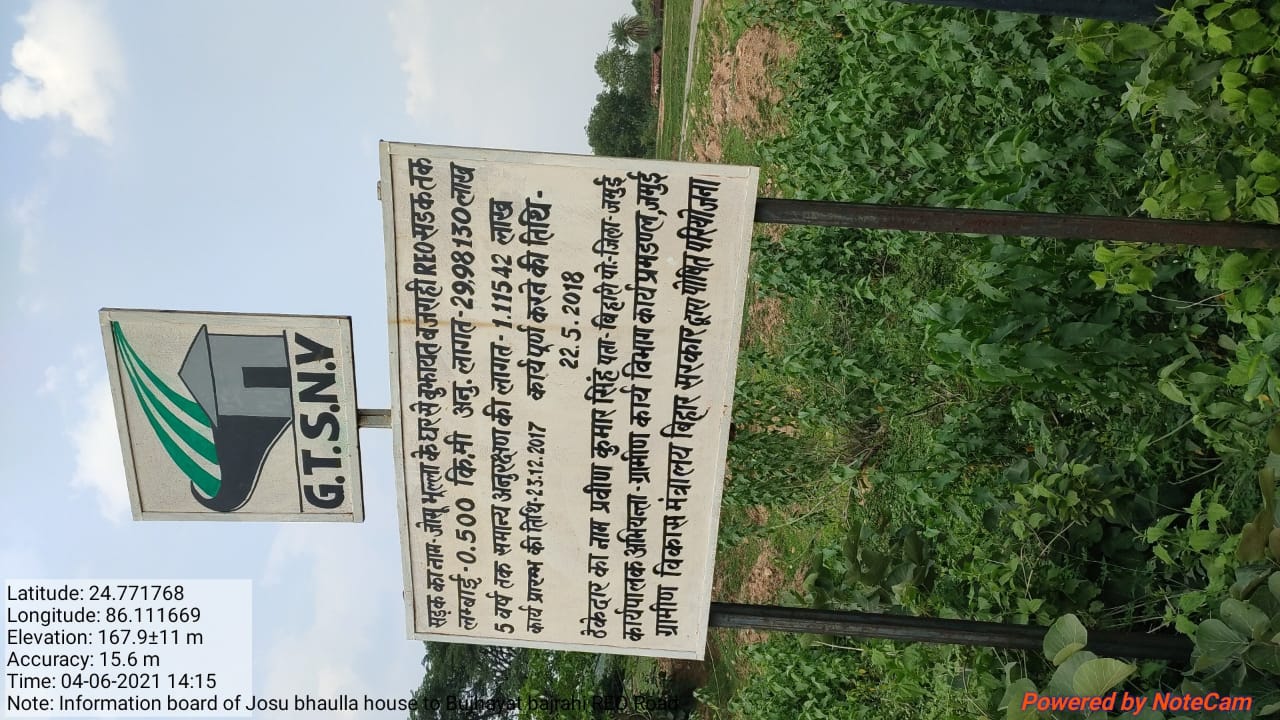 G.T.S.N.Y
सड़क का नाम-जोसु भुल्ला के घर से बुझायत बजराही REO सड़क तक
लम्बाई-0.500 कि.मी अनु. लागत-29.98130 लाख
5 वर्ष तक समान्य अनुरक्षण की लागत-1.11542 लाख
कार्य प्रारम्भ की तिथि-23.12.2017 कार्य पूर्ण करने की तिथि-
22.5.2018
ठेकेदार का नाम प्रवीण कुमार सिंह पता-बिहारी पो.-जिला-जमुई
कार्यपालक अभियन्ता-ग्रामीण कार्य विभाग कार्य प्रमडण्ल, जमुई
ग्रामीण विकास मंत्रालय बिहार सरकार द्वारा पोषित परियोजना
Latitude: 24.771768
Longitude: 86.111669
Elevation: 167.9±11 m
Accuracy: 15.6 m
Time: 04-06-2021 14:15
Note: Information board of Josu bhaulla house to Bujhayat bajrahi REO Road
Powered by NoteCam